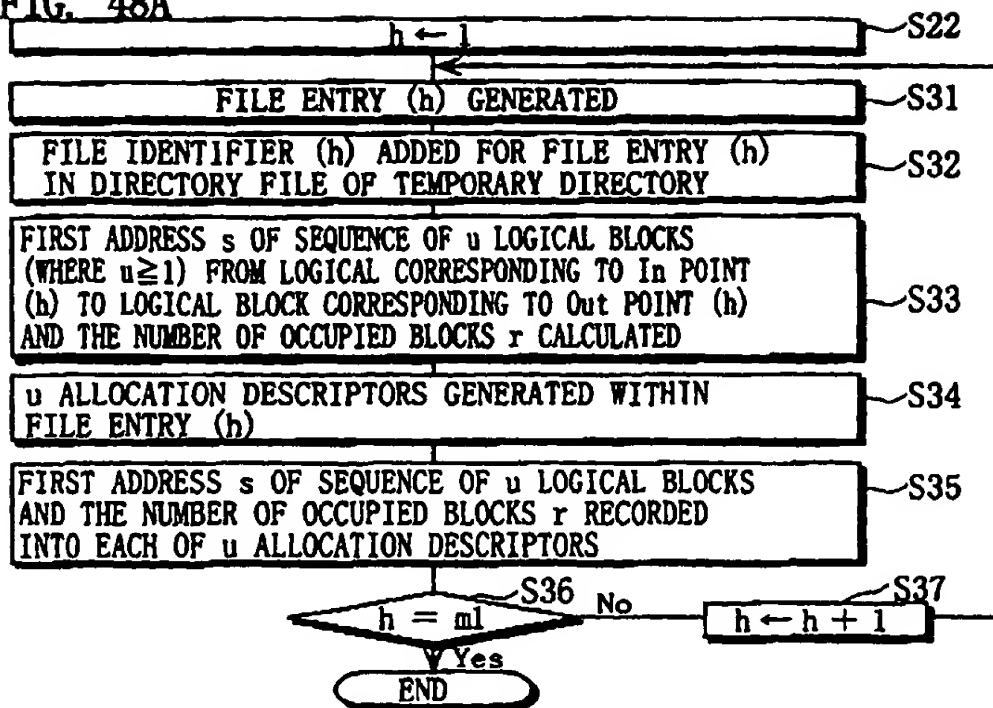 FIG. 48A
h ← 1
S22
FILE ENTRY (h) GENERATED
S31
FILE IDENTIFIER (h) ADDED FOR FILE ENTRY (h)
IN DIRECTORY FILE OF TEMPORARY DIRECTORY
S32
FIRST ADDRESS s OF SEQUENCE OF u LOGICAL BLOCKS
(WHERE u≧1) FROM LOGICAL CORRESPONDING TO In POINT
(h) TO LOGICAL BLOCK CORRESPONDING TO Out POINT (h)
AND THE NUMBER OF OCCUPIED BLOCKS r CALCULATED
S33
u ALLOCATION DESCRIPTORS GENERATED WITHIN
FILE ENTRY (h)
S34
FIRST ADDRESS s OF SEQUENCE OF u LOGICAL BLOCKS
AND THE NUMBER OF OCCUPIED BLOCKS r RECORDED
INTO EACH OF u ALLOCATION DESCRIPTORS
S35
S36
h = m1
No
S37
h ← h + 1
Yes
END